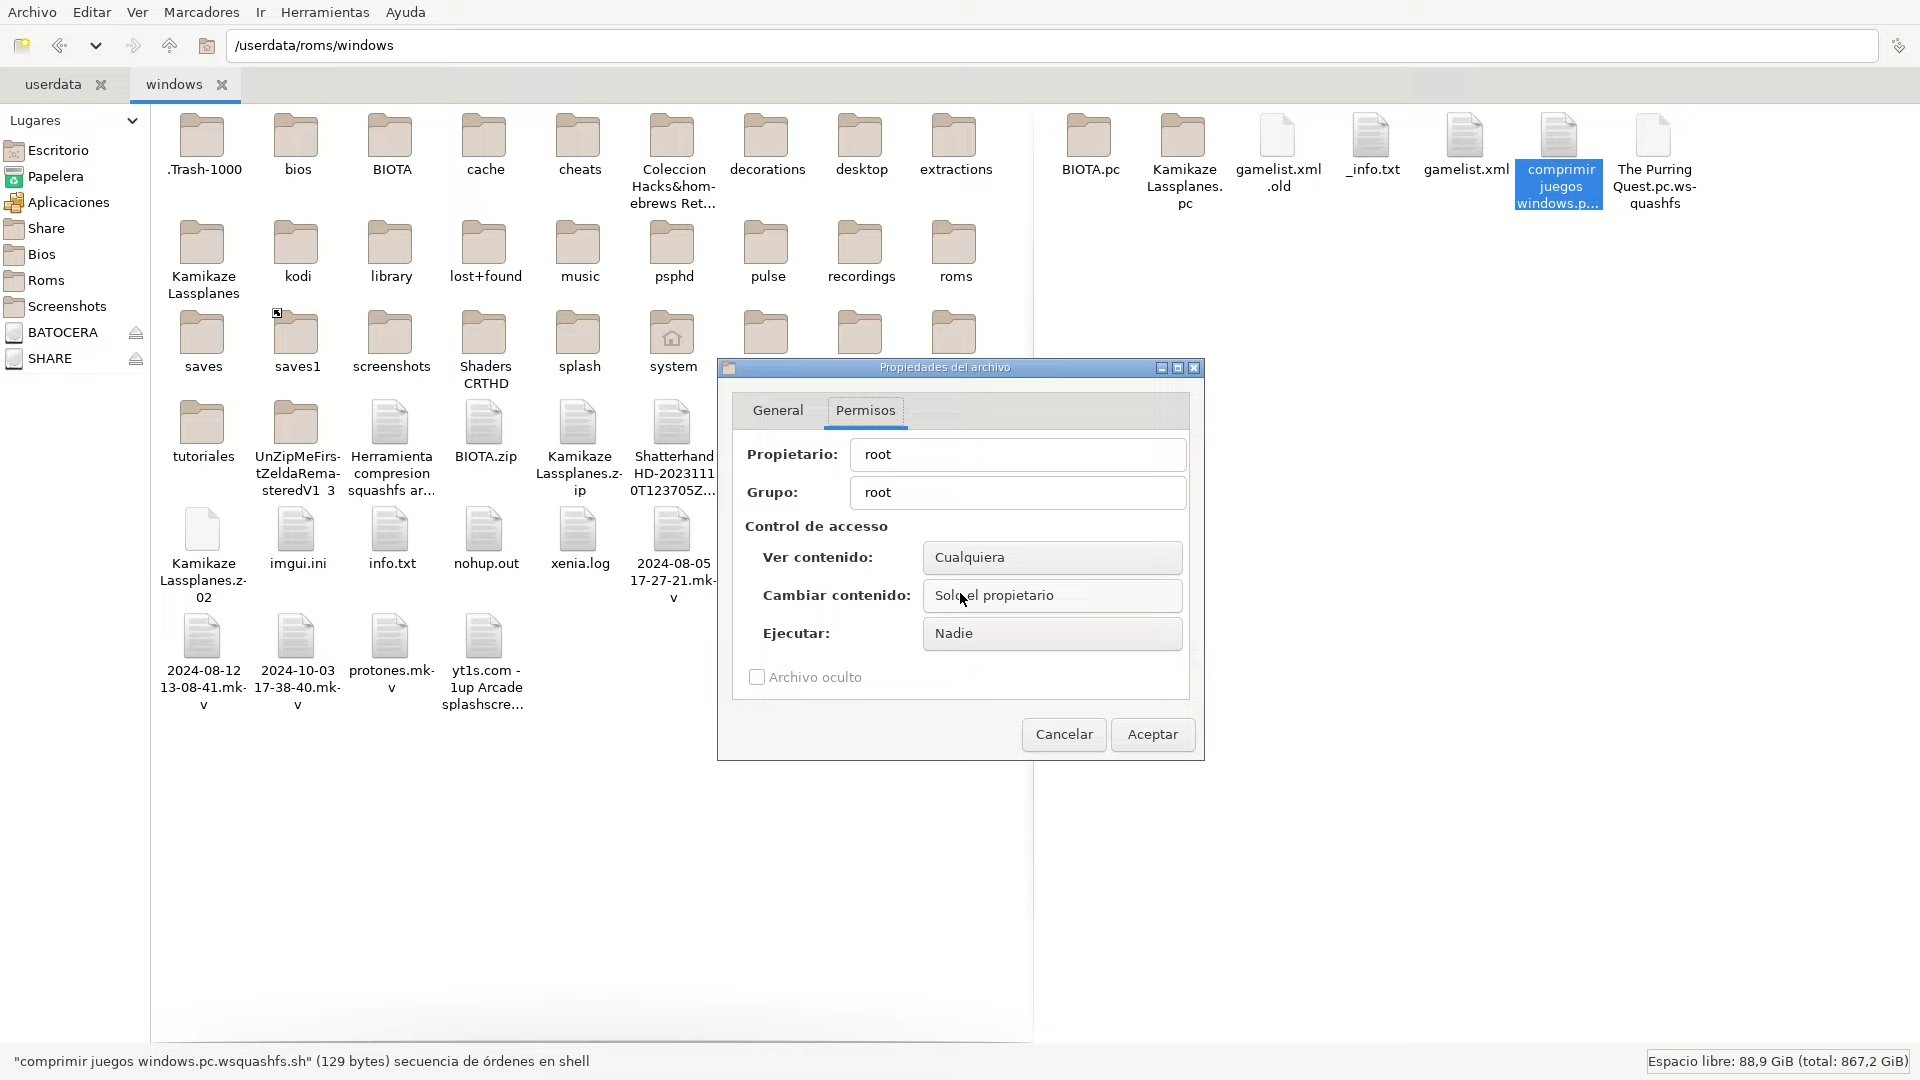 Archivo Editar Ver Marcadores Ir Herramientas Ayuda
/userdata/roms/windows
userdata windows
Lugares
Escritorio
Papelera
Aplicaciones
Share
Bios
Roms
Screenshots
BATOCERA
SHARE
.Trash-1000 bios BIOTA cache cheats Coleccion decorations desktop extractions
Hacks&hom-
ebrews Ret...
Kamikaze kodi library lost+found music psphd pulse recordings roms
Lassplanes
saves saves1 screenshots Shaders splash system
CRTHD
tutoriales UnZipMeFirs- Herramienta BIOTA.zip Kamikaze Shatterhand
tZeldaRema- compresion Lassplanes.z- HD-2023111
steredV1_3 squashfs ar... ip 0T123705Z...
Kamikaze imgui.ini info.txt nohup.out xenia.log 2024-08-05
Lassplanes.z- 17-27-21.mk-
02 v
2024-08-12 2024-10-03 protones.mk- yt1s.com -
13-08-41.mk- 17-38-40.mk- v 1up Arcade
v v splashscre...
BIOTA.pc Kamikaze gamelist.xml _info.txt gamelist.xml comprimir The Purring
Lassplanes. .old juegos Quest.pc.ws-
pc windows.p... quashfs
Propiedades del archivo
General Permisos
Propietario: root
Grupo: root
Control de acceso
Ver contenido: Cualquiera
Cambiar contenido: Solo el propietario
Ejecutar: Nadie
Archivo oculto
Cancelar Aceptar
"comprimir juegos windows.pc.wsquashfs.sh" (129 bytes) secuencia de órdenes en shell
Espacio libre: 88,9 GiB (total: 867,2 GiB)